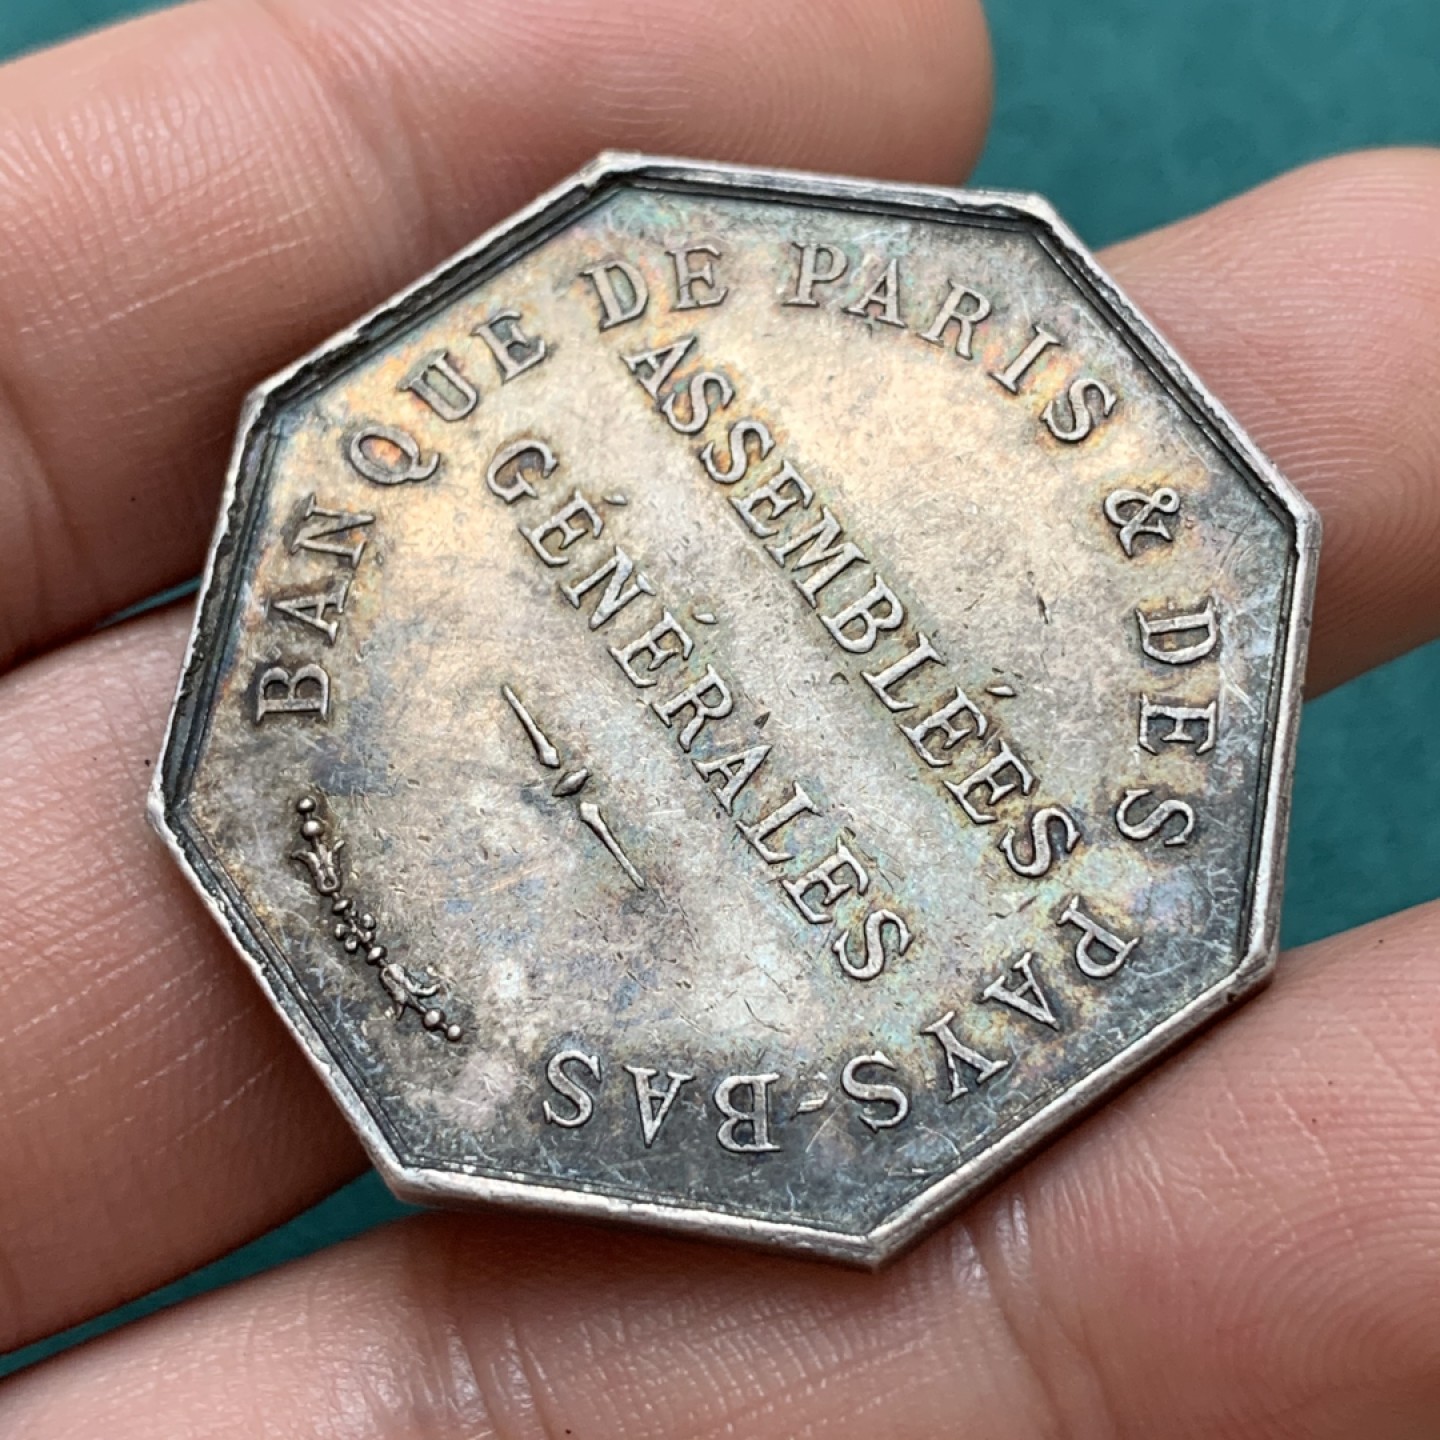 BANQUE DE PARIS & DES PAYS-BAS
ASSEMBLÉES
GÉNÉRALES